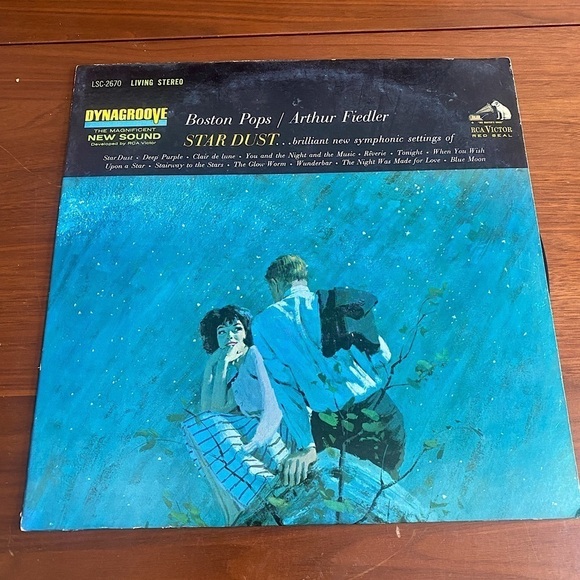 LSC-2670 LIVING STEREO
DYNAGROOVE
THE MAGNIFICENT
NEW SOUND
Developed by RCA Victor
Boston Pops / Arthur Fiedler
STAR DUST...brilliant new symphonic settings of
Star Dust • Deep Purple • Clair de lune • You and the Night and the Music • Rêverie • Tonight • When You Wish
Upon a Star • Stairway to the Stars • The Glow Worm • Wunderbar • The Night Was Made for Love • Blue Moon
RCA VICTOR
RED SEAL